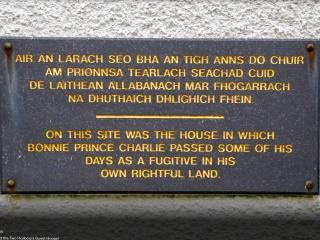 AIR AN LARACH SEO BHA AN TIGH ANNS DO CHUIR
AM PRIONNSA TEARLACH SEACHAD CUID
DE LAITHEAN ALLABANACH MAR FHOGARRACH
NA DHUTHAICH DHLIGHICH FHEIN.
ON THIS SITE WAS THE HOUSE IN WHICH
BONNIE PRINCE CHARLIE PASSED SOME OF HIS
DAYS AS A FUGITIVE IN HIS
OWN RIGHTFUL LAND.